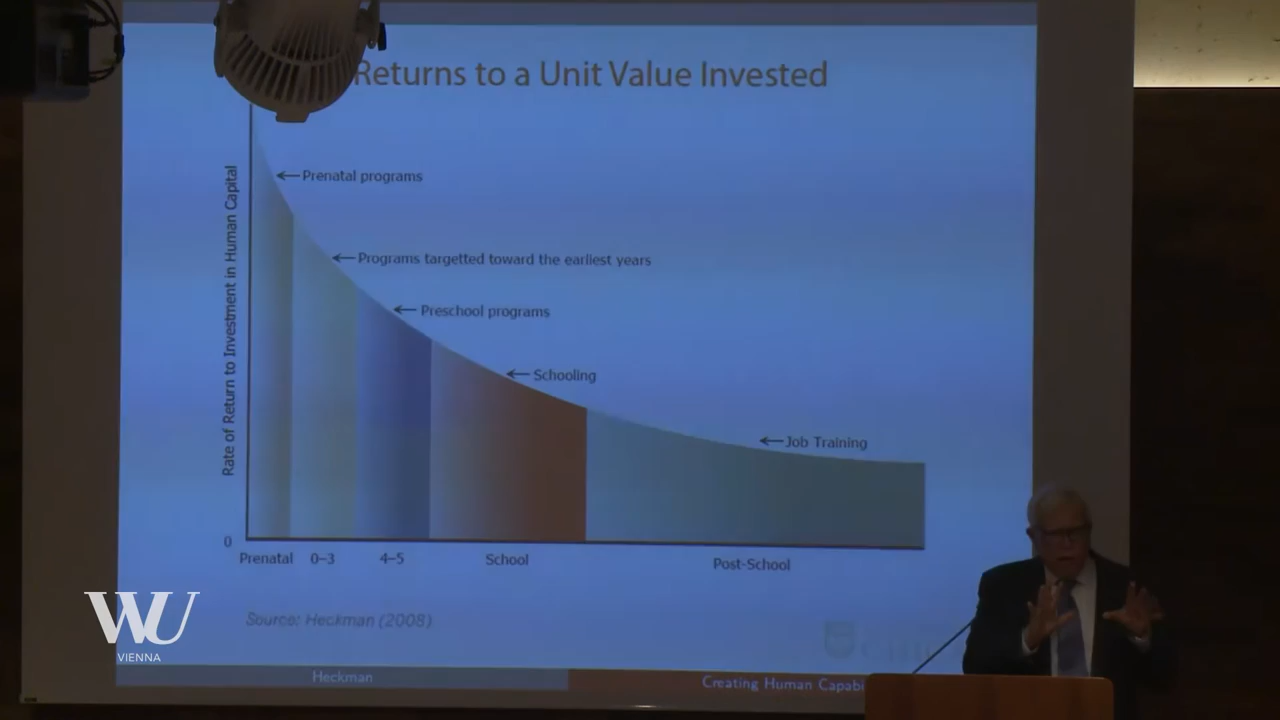 Returns to a Unit Value Invested
Rate of Return to Investment in Human Capital
Prenatal programs
Programs targetted toward the earliest years
Preschool programs
Schooling
Job Training
0
Prenatal 0–3 4–5 School Post-School
Source: Heckman (2008)
WU
VIENNA
Heckman
Creating Human Capabi